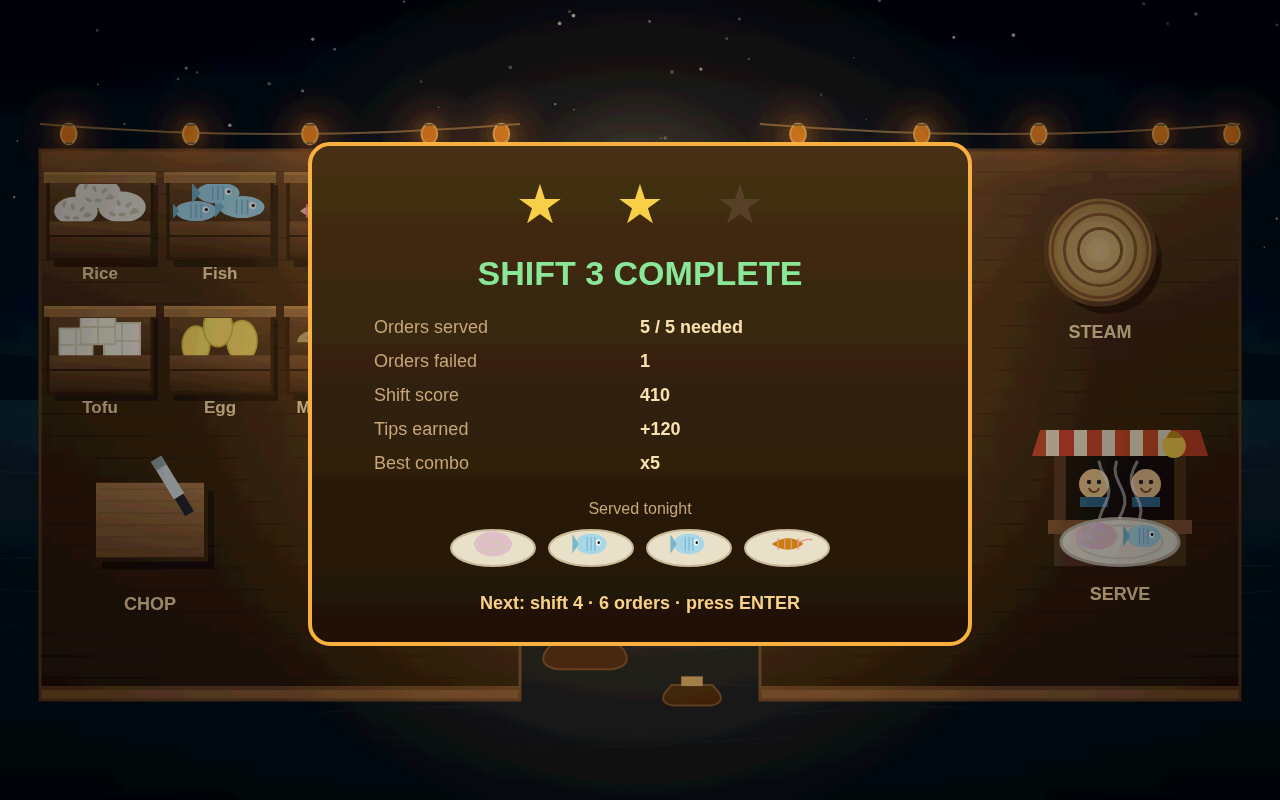 SHIFT 3 COMPLETE
Orders served 5 / 5 needed
Orders failed 1
Shift score 410
Tips earned +120
Best combo x5
Served tonight
Next: shift 4 · 6 orders · press ENTER
Rice
Fish
Tofu
Egg
CHOP
STEAM
SERVE